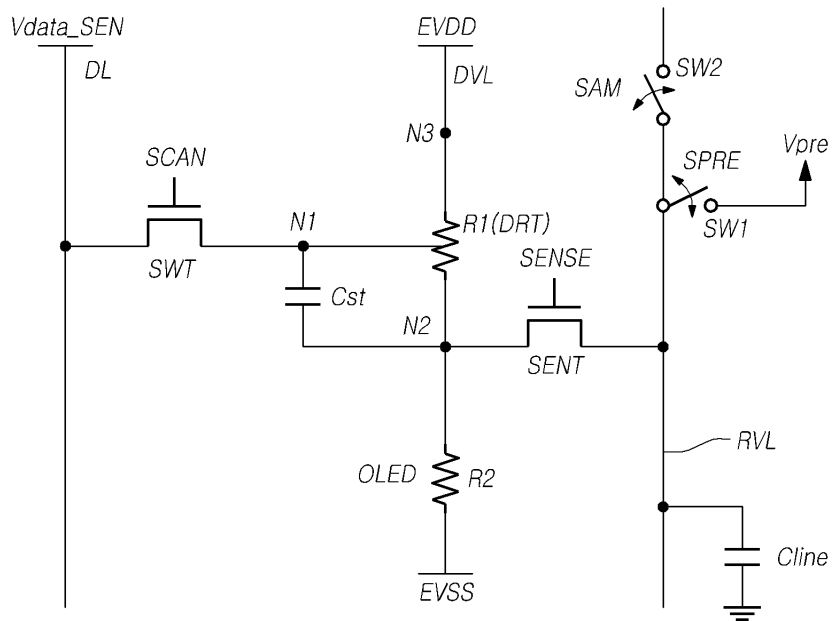 Vdata_SEN
EVDD
DL
DVL
SW2
SAM
N3
Vpre
SPRE
SCAN
N1
R1(DRT)
SW1
SENSE
SWT
Cst
N2
SENT
RVL
OLED
R2
Cline
EVSS